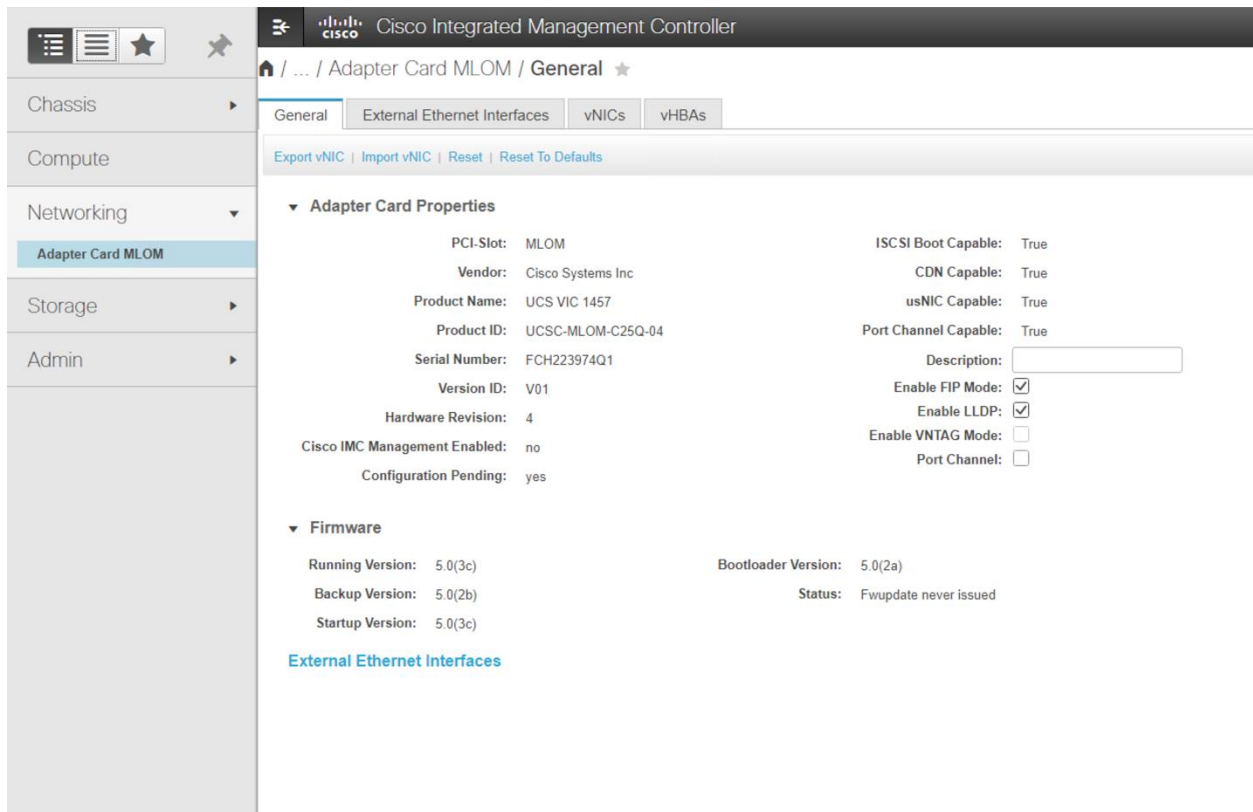 cisco Cisco Integrated Management Controller
/ ... / Adapter Card MLOM / General
Chassis
Compute
Networking
Adapter Card MLOM
Storage
Admin
General External Ethernet Interfaces vNICs vHBAs
Export vNIC | Import vNIC | Reset | Reset To Defaults
Adapter Card Properties
PCI-Slot: MLOM
Vendor: Cisco Systems Inc
Product Name: UCS VIC 1457
Product ID: UCSC-MLOM-C25Q-04
Serial Number: FCH223974Q1
Version ID: V01
Hardware Revision: 4
Cisco IMC Management Enabled: no
Configuration Pending: yes
ISCSI Boot Capable: True
CDN Capable: True
usNIC Capable: True
Port Channel Capable: True
Description:
Enable FIP Mode:
Enable LLDP:
Enable VNTAG Mode:
Port Channel:
Firmware
Running Version: 5.0(3c)
Backup Version: 5.0(2b)
Startup Version: 5.0(3c)
Bootloader Version: 5.0(2a)
Status: Fwupdate never issued
External Ethernet Interfaces